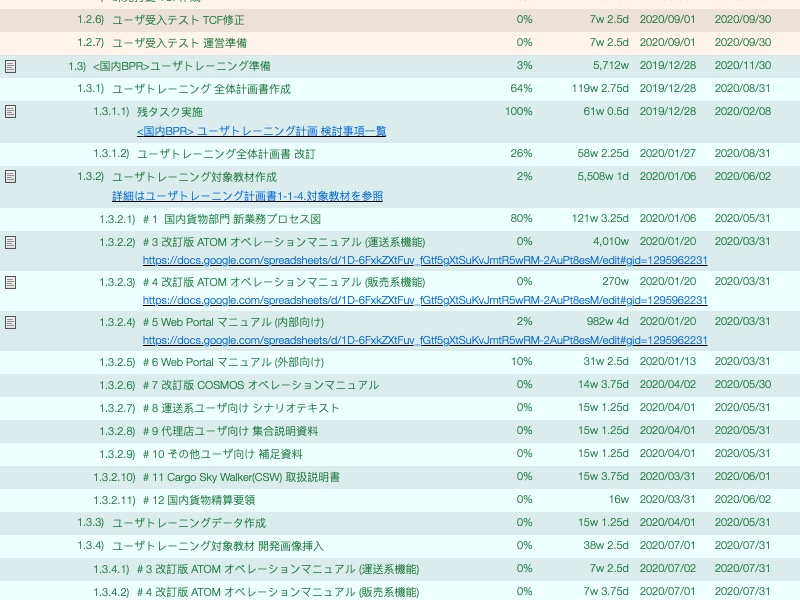 1.2.6) ユーザ受入テスト TCF修正 0% 7w 2.5d 2020/09/01 2020/09/30
1.2.7) ユーザ受入テスト 運営準備 0% 7w 2.5d 2020/09/01 2020/09/30
1.3) <国内BPR>ユーザトレーニング準備 3% 5,712w 2019/12/28 2020/11/30
1.3.1) ユーザトレーニング 全体計画書作成 64% 119w 2.75d 2019/12/28 2020/08/31
1.3.1.1) 残タスク実施 100% 61w 0.5d 2019/12/28 2020/02/08
<国内BPR> ユーザトレーニング計画 検討事項一覧
1.3.1.2) ユーザトレーニング全体計画書 改訂 26% 58w 2.25d 2020/01/27 2020/08/31
1.3.2) ユーザトレーニング対象教材作成 2% 5,508w 1d 2020/01/06 2020/06/02
詳細はユーザトレーニング計画書1-1-4.対象教材を参照
1.3.2.1) #1 国内貨物部門 新業務プロセス図 80% 121w 3.25d 2020/01/06 2020/05/31
1.3.2.2) #3 改訂版 ATOM オペレーションマニュアル (運送系機能) 0% 4,010w 2020/01/20 2020/03/31
https://docs.google.com/spreadsheets/d/1D-6FxkZXtFuv_fGtf5gXtSuKvJmtR5wRM-2AuPt8esM/edit#gid=1295962231
1.3.2.3) #4 改訂版 ATOM オペレーションマニュアル (販売系機能) 0% 270w 2020/01/20 2020/03/31
https://docs.google.com/spreadsheets/d/1D-6FxkZXtFuv_fGtf5gXtSuKvJmtR5wRM-2AuPt8esM/edit#gid=1295962231
1.3.2.4) #5 Web Portal マニュアル (内部向け) 2% 982w 4d 2020/01/20 2020/03/31
https://docs.google.com/spreadsheets/d/1D-6FxkZXtFuv_fGtf5gXtSuKvJmtR5wRM-2AuPt8esM/edit#gid=1295962231
1.3.2.5) #6 Web Portal マニュアル (外部向け) 10% 31w 2.5d 2020/01/13 2020/03/31
1.3.2.6) #7 改訂版 COSMOS オペレーションマニュアル 0% 14w 3.75d 2020/04/02 2020/05/30
1.3.2.7) #8 運送系ユーザ向け シナリオテキスト 0% 15w 1.25d 2020/04/01 2020/05/31
1.3.2.8) #9 代理店ユーザ向け 集合説明資料 0% 15w 1.25d 2020/04/01 2020/05/31
1.3.2.9) #10 その他ユーザ向け 補足資料 0% 15w 1.25d 2020/04/01 2020/05/31
1.3.2.10) #11 Cargo Sky Walker(CSW) 取扱説明書 0% 15w 3.75d 2020/03/31 2020/06/01
1.3.2.11) #12 国内貨物精算要領 0% 16w 2020/03/31 2020/06/02
1.3.3) ユーザトレーニングデータ作成 0% 15w 1.25d 2020/04/01 2020/05/31
1.3.4) ユーザトレーニング対象教材 開発画像挿入 0% 38w 2.5d 2020/07/01 2020/07/31
1.3.4.1) #3 改訂版 ATOM オペレーションマニュアル (運送系機能) 0% 7w 2.5d 2020/07/02 2020/07/31
1.3.4.2) #4 改訂版 ATOM オペレーションマニュアル (販売系機能) 0% 7w 3.75d 2020/07/01 2020/07/31